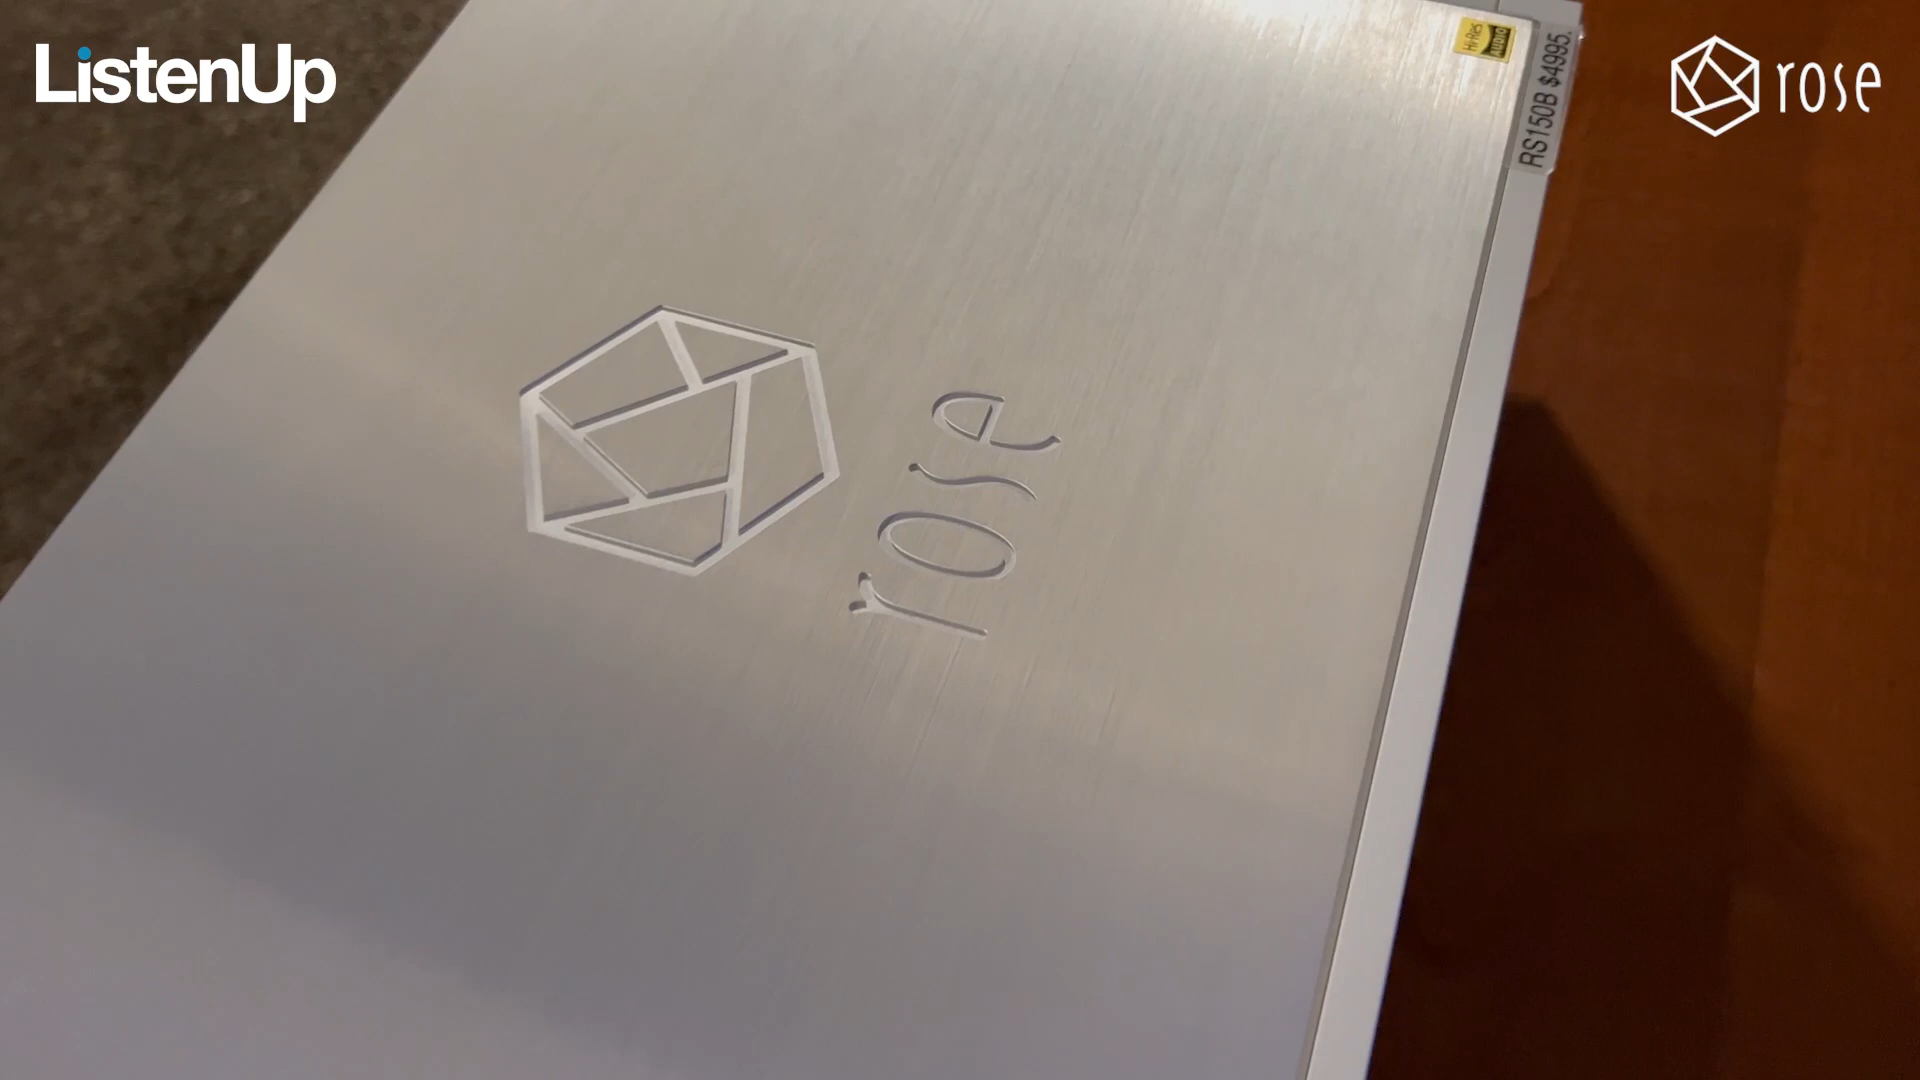 ListenUp
rose
Hi-Res
AUDIO
RS150B $4995.
rose